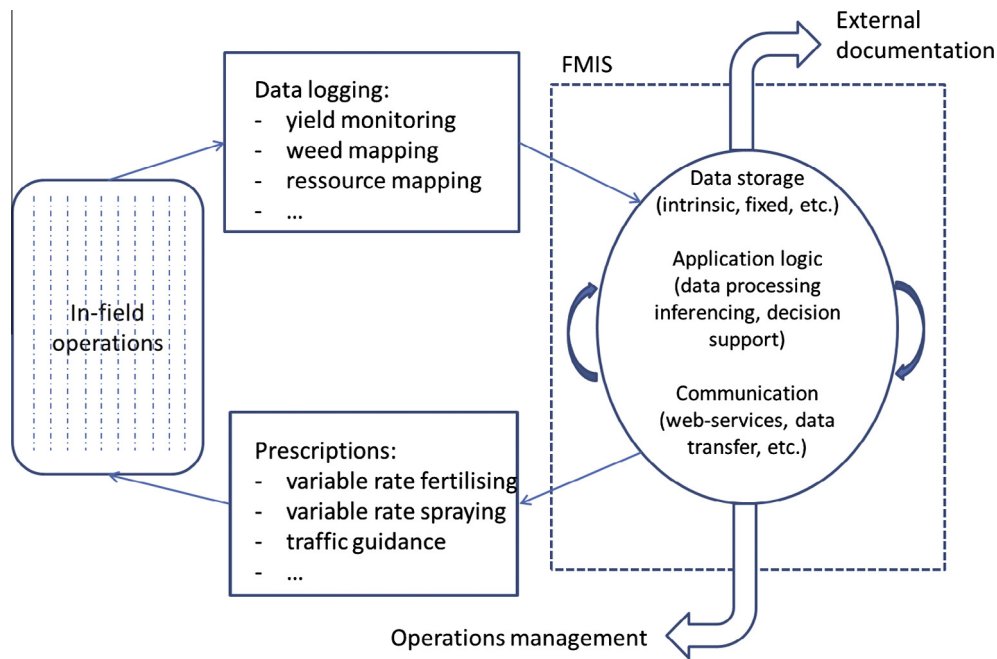 External
documentation
FMIS
Data logging:
- yield monitoring
- weed mapping
- ressource mapping
- ...
Data storage
(intrinsic, fixed, etc.)
Application logic
(data processing
inferencing, decision
support)
Communication
(web-services, data
transfer, etc.)
In-field
operations
Prescriptions:
- variable rate fertilising
- variable rate spraying
- traffic guidance
- ...
Operations management